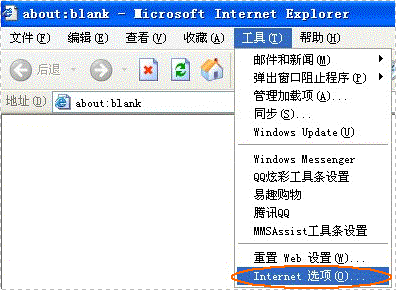 about:blank - Microsoft Internet Explorer
文件(F) 编辑(E) 查看(V) 收藏(A) 工具(T) 帮助(H)
后退
地址(D) about:blank
邮件和新闻(M)
弹出窗口阻止程序(P)
管理加载项(A)...
同步(S)...
Windows Update(U)
Windows Messenger
QQ炫彩工具条设置
易趣购物
腾讯QQ
MMSAssist工具条设置
重置 Web 设置(W)...
Internet 选项(O)...